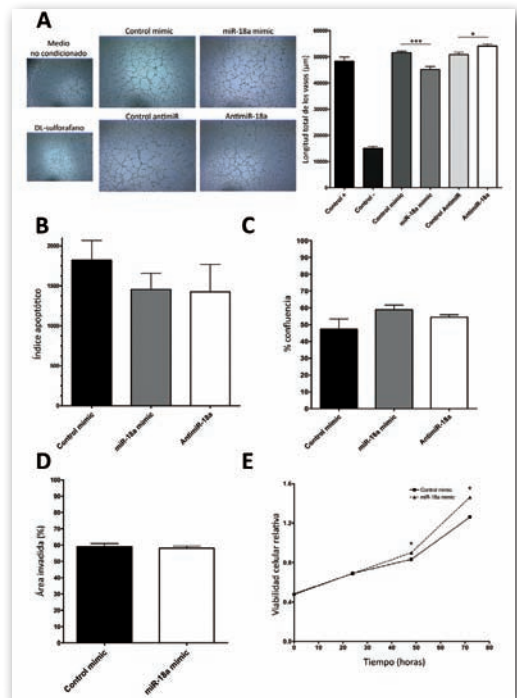 A
Medio
no condicionado
Control mimic
miR-18a mimic
DL-sulforafano
Control antimiR
AntimiR-18a
Longitud total de los vasos (µm)
60000
50000
40000
30000
20000
10000
0
***
*
Control +
Control -
Control mimic
miR-18a mimic
Control AntimiR
AntimiR-18a
B
Índice apoptótico
2000
1500
1000
500
0
Control mimic
miR-18a mimic
AntimiR-18a
C
% confluencia
100
90
80
70
60
50
40
30
20
10
0
Control mimic
miR-18a mimic
AntimiR-18a
D
Área invadida (%)
100
90
80
70
60
50
40
30
20
10
0
Control mimic
miR-18a mimic
E
Viabilidad celular relativa
1.6
1.2
0.8
0.4
0.0
Control mimic
miR-18a mimic
*
*
0 10 20 30 40 50 60 70 80
Tiempo (horas)